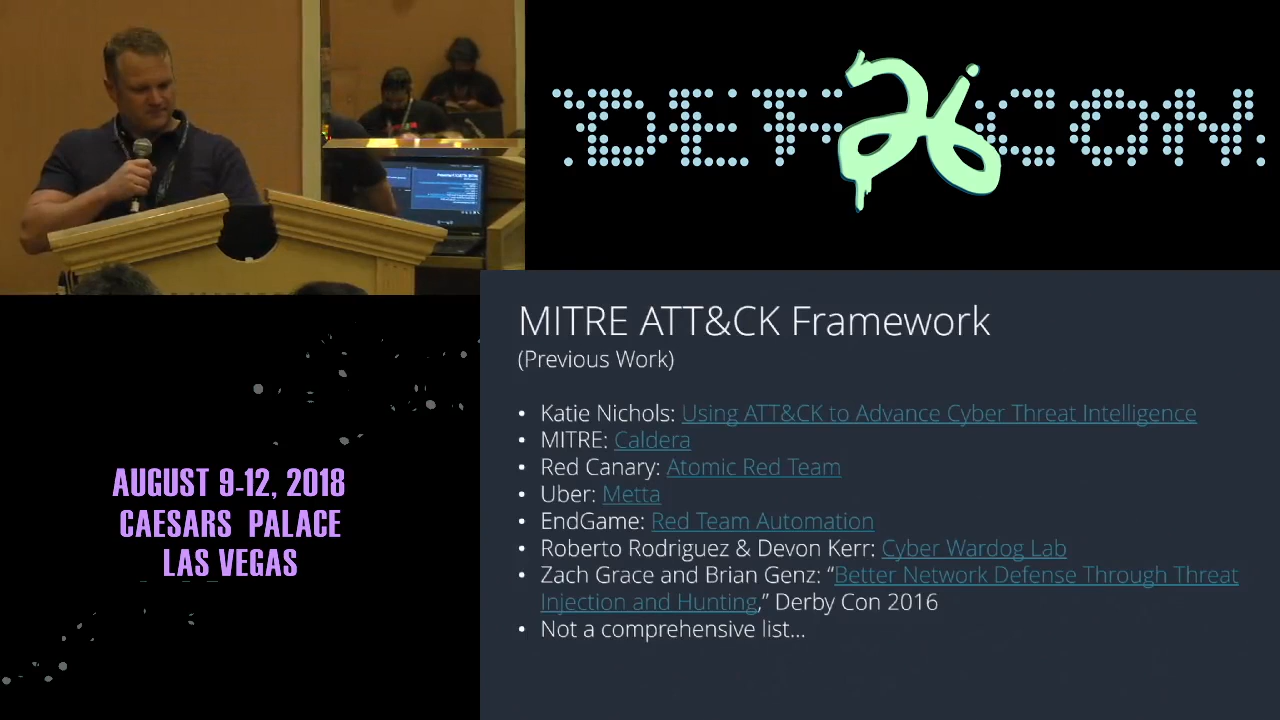 DEF 26 CON
MITRE ATT&CK Framework
(Previous Work)
• Katie Nichols: Using ATT&CK to Advance Cyber Threat Intelligence
• MITRE: Caldera
• Red Canary: Atomic Red Team
• Uber: Metta
• EndGame: Red Team Automation
• Roberto Rodriguez & Devon Kerr: Cyber Wardog Lab
• Zach Grace and Brian Genz: “Better Network Defense Through Threat
Injection and Hunting,” Derby Con 2016
• Not a comprehensive list...
AUGUST 9-12, 2018
CAESARS PALACE
LAS VEGAS